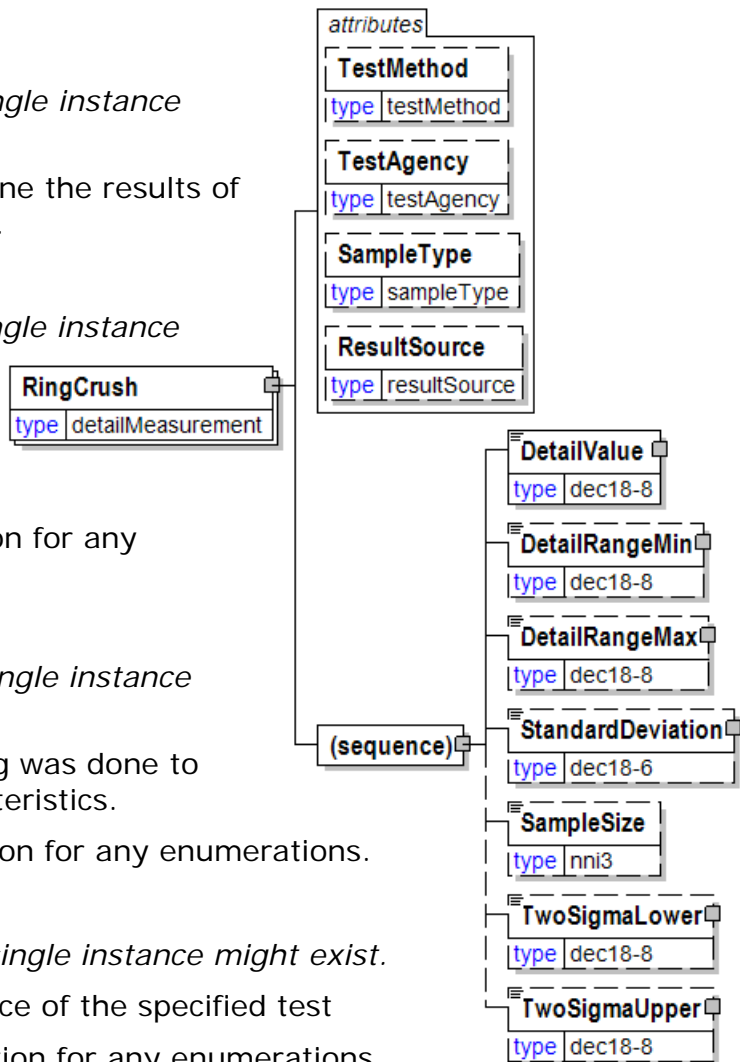 ngle instance
ne the results of
.
ngle instance
on for any
ngle instance
g was done to
teristics.
on for any enumerations.
single instance might exist.
ce of the specified test
tion for any enumerations
attributes
TestMethod
type testMethod
TestAgency
type testAgency
SampleType
type sampleType
ResultSource
type resultSource
RingCrush
type detailMeasurement
(sequence)
DetailValue
type dec18-8
DetailRangeMin
type dec18-8
DetailRangeMax
type dec18-8
StandardDeviation
type dec18-6
SampleSize
type nni3
TwoSigmaLower
type dec18-8
TwoSigmaUpper
type dec18-8